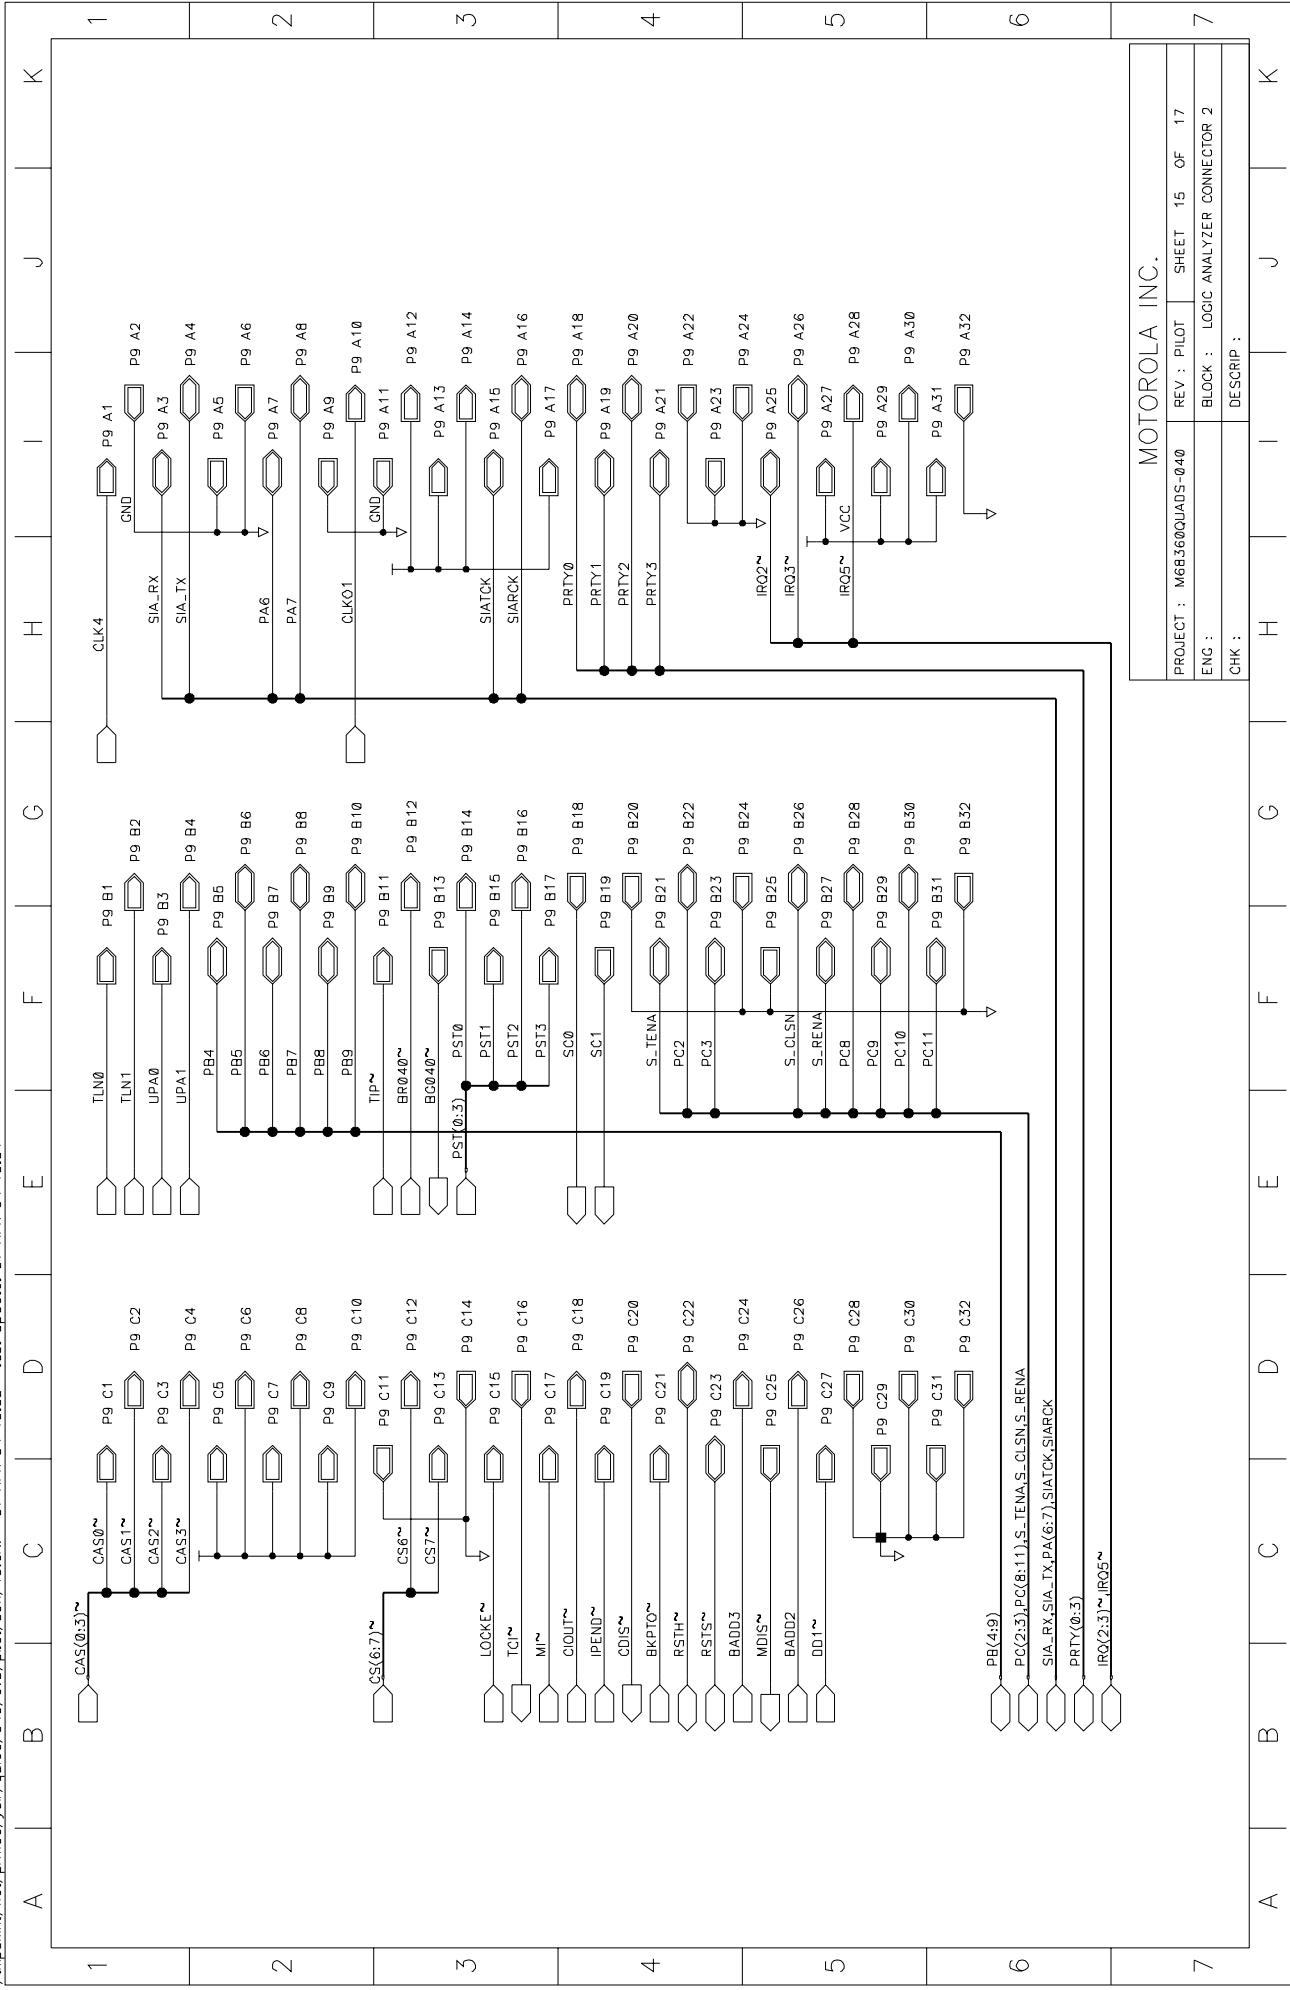 A B C D E F G H I J K
1
2
3
4
5
6
7
CAS(0:3)~
CAS0~ P9 C1
CAS1~ P9 C2
CAS2~ P9 C3
CAS3~ P9 C4
P9 C5
P9 C6
P9 C7
P9 C8
P9 C9
P9 C10
P9 C11
CS(6:7)~
CS6~ P9 C12
CS7~ P9 C13
P9 C14
LOCKE~ P9 C15
TCI~ P9 C16
MI~ P9 C17
CIOUT~ P9 C18
IPEND~ P9 C19
CDIS~ P9 C20
BKPTO~ P9 C21
RSTH~ P9 C22
RSTS~ P9 C23
BADD3 P9 C24
MDIS~ P9 C25
BADD2 P9 C26
DD1~ P9 C27
P9 C28
P9 C29
P9 C30
P9 C31
P9 C32
TLN0 P9 B1
TLN1 P9 B2
UPA0 P9 B3
UPA1 P9 B4
PB4 P9 B5
PB5 P9 B6
PB6 P9 B7
PB7 P9 B8
PB8 P9 B9
PB9 P9 B10
TIP~ P9 B11
BR040~ P9 B12
BG040~ P9 B13
PST(0:3)
PST0 P9 B14
PST1 P9 B15
PST2 P9 B16
PST3 P9 B17
SC0 P9 B18
SC1 P9 B19
P9 B20
S_TENA P9 B21
PC2 P9 B22
PC3 P9 B23
P9 B24
P9 B25
S_CLSN P9 B26
S_RENA P9 B27
PC8 P9 B28
PC9 P9 B29
PC10 P9 B30
PC11 P9 B31
P9 B32
CLK4 P9 A1
GND P9 A2
SIA_RX P9 A3
SIA_TX P9 A4
P9 A5
P9 A6
PA6 P9 A7
PA7 P9 A8
P9 A9
CLKO1 P9 A10
GND P9 A11
P9 A12
P9 A13
P9 A14
SIATCK P9 A15
SIARCK P9 A16
P9 A17
PRTY0 P9 A18
PRTY1 P9 A19
PRTY2 P9 A20
PRTY3 P9 A21
P9 A22
P9 A23
P9 A24
IRQ2~ P9 A25
IRQ3~ P9 A26
VCC P9 A27
IRQ5~ P9 A28
P9 A29
P9 A30
P9 A31
P9 A32
PB(4:9)
PC(2:3),PC(8:11),S_TENA,S_CLSN,S_RENA
SIA_RX,SIA_TX,PA(6:7),SIATCK,SIARCK
PRTY(0:3)
IRQ(2:3)~,IRQ5~
MOTOROLA INC.
PROJECT : M68360QUADS-040 REV : PILOT SHEET 15 OF 17
ENG : BLOCK : LOGIC ANALYZER CONNECTOR 2
CHK : DESCRIP :
1
2
3
4
5
6
7
A B C D E F G H I J K